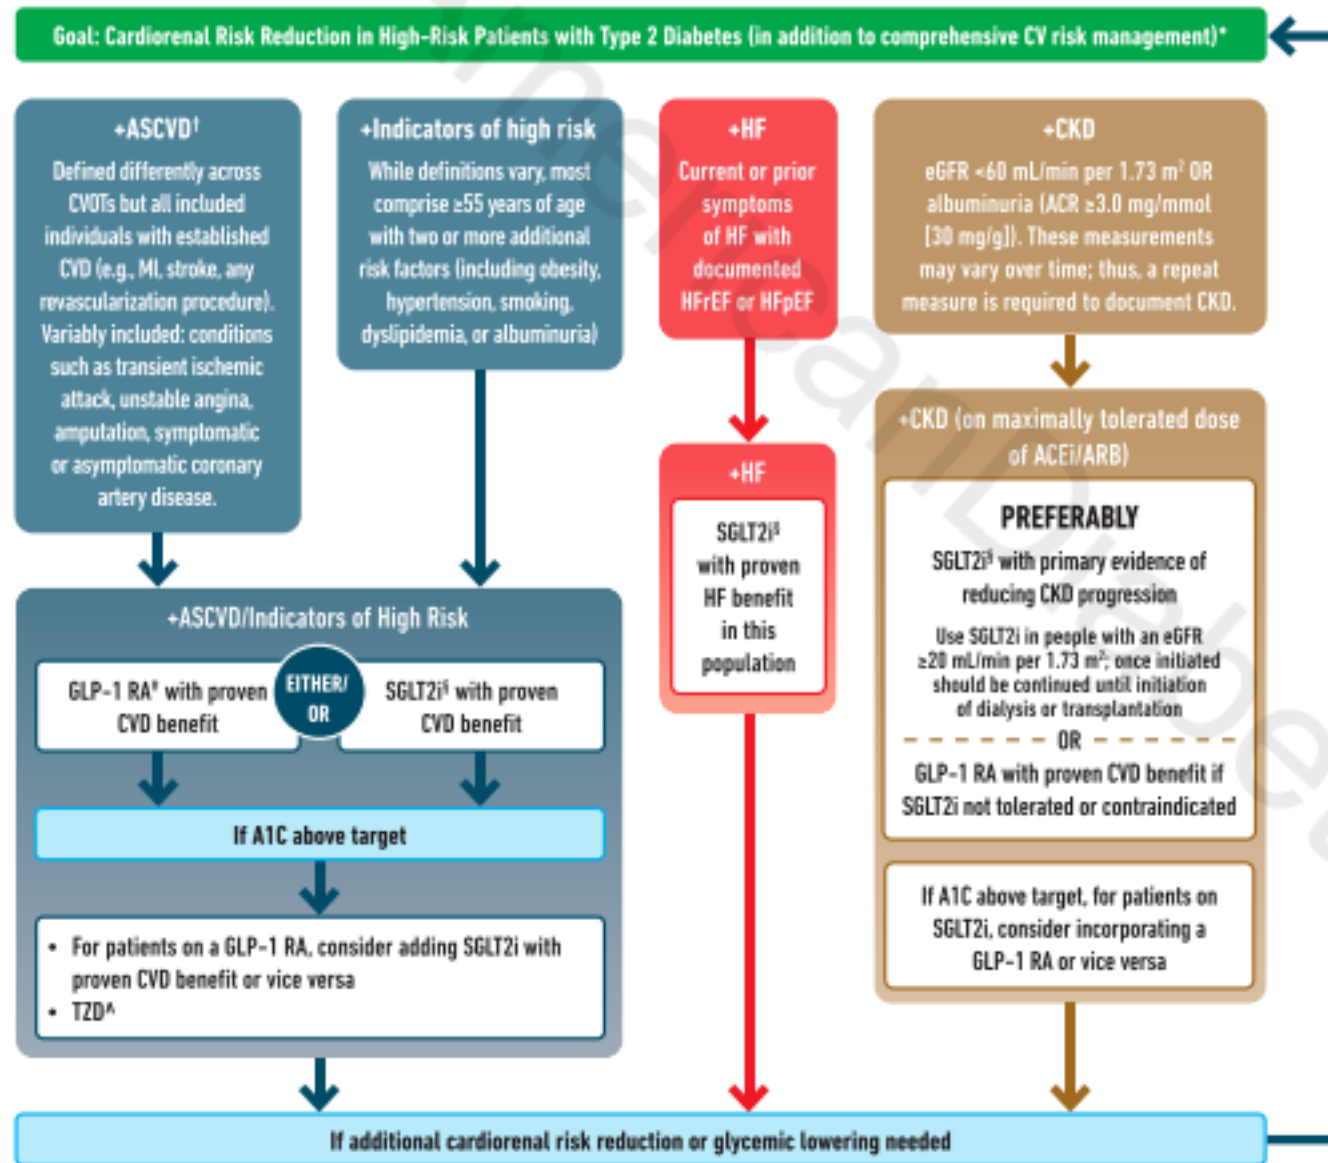 Goal: Cardiorenal Risk Reduction in High-Risk Patients with Type 2 Diabetes (in addition to comprehensive CV risk management)*
+ASCVD†
Defined differently across
CVOTs but all included
individuals with established
CVD (e.g., MI, stroke, any
revascularization procedure).
Variably included: conditions
such as transient ischemic
attack, unstable angina,
amputation, symptomatic
or asymptomatic coronary
artery disease.
+Indicators of high risk
While definitions vary, most
comprise ≥55 years of age
with two or more additional
risk factors (including obesity,
hypertension, smoking,
dyslipidemia, or albuminuria)
+HF
Current or prior
symptoms
of HF with
documented
HFrEF or HFpEF
+CKD
eGFR <60 mL/min per 1.73 m² OR
albuminuria (ACR ≥3.0 mg/mmol
[30 mg/g]). These measurements
may vary over time; thus, a repeat
measure is required to document CKD.
+ASCVD/Indicators of High Risk
GLP-1 RA# with proven
CVD benefit
EITHER/
OR
SGLT2i§ with proven
CVD benefit
If A1C above target
• For patients on a GLP-1 RA, consider adding SGLT2i with
proven CVD benefit or vice versa
• TZD^
+HF
SGLT2i§
with proven
HF benefit
in this
population
+CKD (on maximally tolerated dose
of ACEi/ARB)
PREFERABLY
SGLT2i§ with primary evidence of
reducing CKD progression
Use SGLT2i in people with an eGFR
≥20 mL/min per 1.73 m²; once initiated
should be continued until initiation
of dialysis or transplantation
OR
GLP-1 RA with proven CVD benefit if
SGLT2i not tolerated or contraindicated
If A1C above target, for patients on
SGLT2i, consider incorporating a
GLP-1 RA or vice versa
If additional cardiorenal risk reduction or glycemic lowering needed